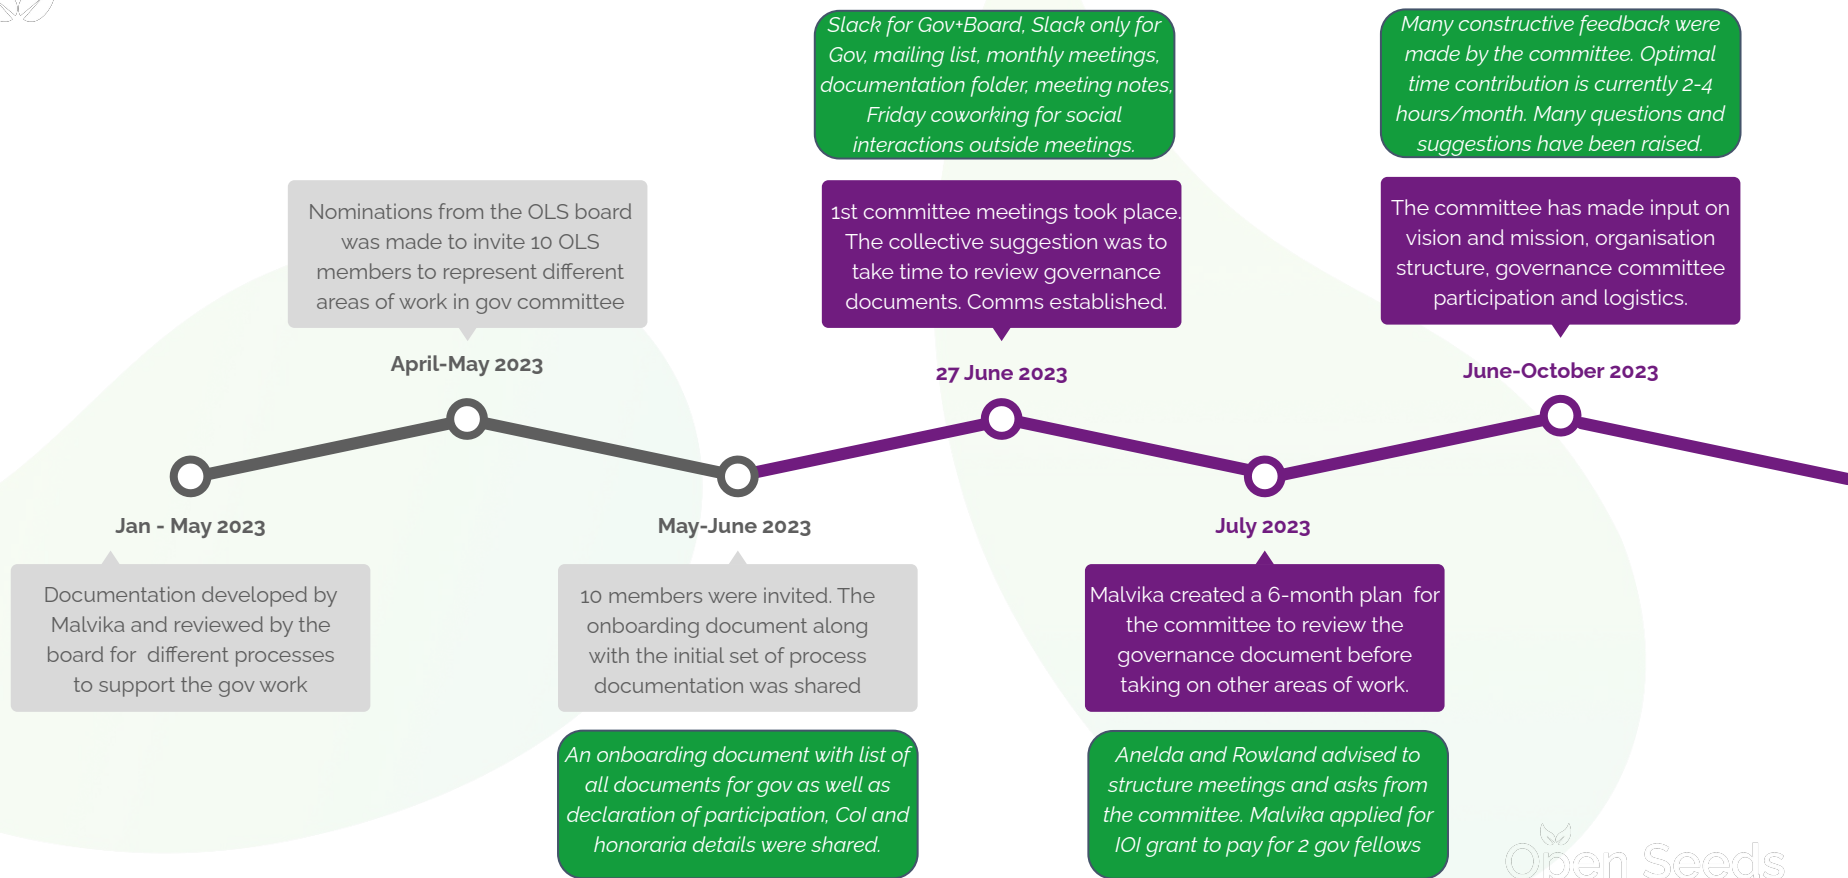 Slack for Gov+Board, Slack only for
Gov, mailing list, monthly meetings,
documentation folder, meeting notes,
Friday coworking for social
interactions outside meetings.
Many constructive feedback were
made by the committee. Optimal
time contribution is currently 2-4
hours/month. Many questions and
suggestions have been raised.
Nominations from the OLS board
was made to invite 10 OLS
members to represent different
areas of work in gov committee
1st committee meetings took place.
The collective suggestion was to
take time to review governance
documents. Comms established.
The committee has made input on
vision and mission, organisation
structure, governance committee
participation and logistics.
April-May 2023
27 June 2023
June-October 2023
Jan - May 2023
May-June 2023
July 2023
Documentation developed by
Malvika and reviewed by the
board for different processes
to support the gov work
10 members were invited. The
onboarding document along
with the initial set of process
documentation was shared
Malvika created a 6-month plan for
the committee to review the
governance document before
taking on other areas of work.
An onboarding document with list of
all documents for gov as well as
declaration of participation, CoI and
honoraria details were shared.
Anelda and Rowland advised to
structure meetings and asks from
the committee. Malvika applied for
IOI grant to pay for 2 gov fellows
Open Seeds